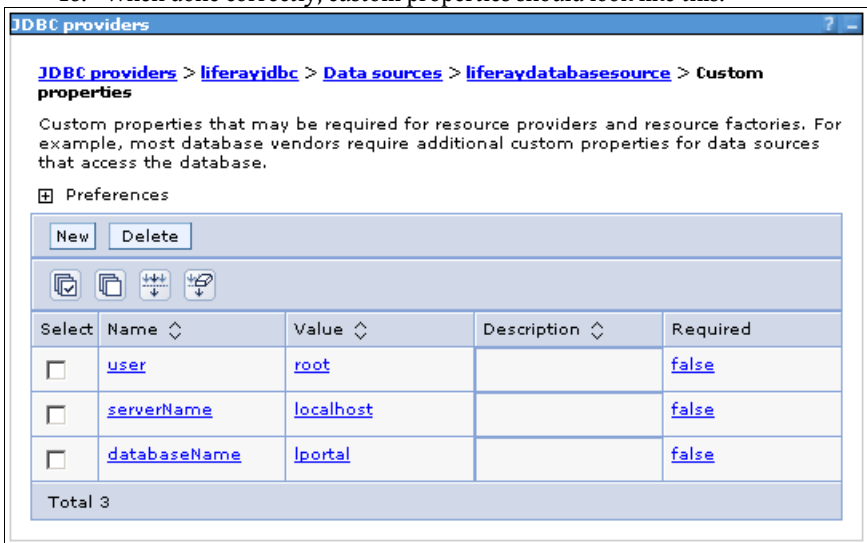 JDBC providers ? –
JDBC providers > liferayjdbc > Data sources > liferaydatabasesource > Custom
properties
Custom properties that may be required for resource providers and resource factories. For
example, most database vendors require additional custom properties for data sources
that access the database.
Preferences
New Delete
Select Name Value Description Required
user root false
serverName localhost false
databaseName lportal false
Total 3